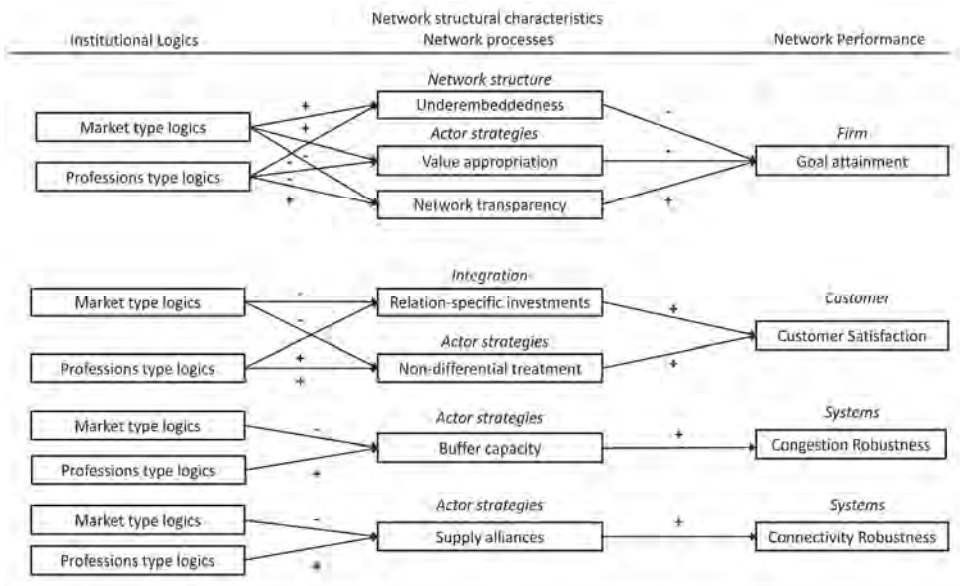 Network structural characteristics
Institutional Logics Network processes Network Performance
Network structure
+ Underembeddedness -
Market type logics + Actor strategies Firm
- Value appropriation - Goal attainment
Professions type logics -
- Network transparency +
+
Integration
Market type logics - Relation-specific investments + Customer
- Actor strategies Customer Satisfaction
Professions type logics + Non-differential treatment +
+
Market type logics Actor strategies Systems
- Buffer capacity + Congestion Robustness
Professions type logics +
Market type logics Actor strategies Systems
- Supply alliances + Connectivity Robustness
Professions type logics +